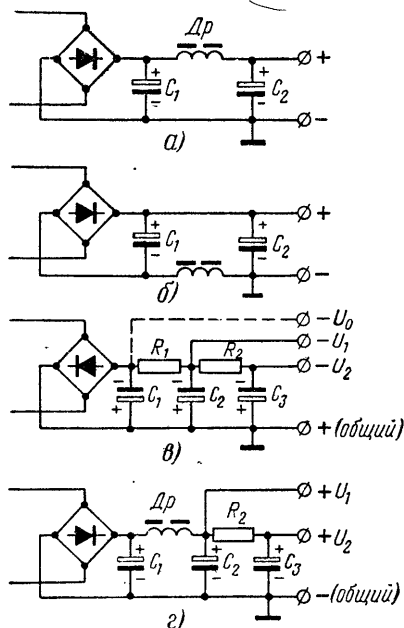 Др
+ C₁ -
+ C₂ -
+
-
а)
+ C₁ -
+ C₂ -
+
-
б)
- U₀
- U₁
- U₂
R₁
R₂
- C₁ +
- C₂ +
- C₃ +
+ (общий)
в)
Др
+ U₁
R₂
+ U₂
+ C₁ -
+ C₂ -
+ C₃ -
- (общий)
г)